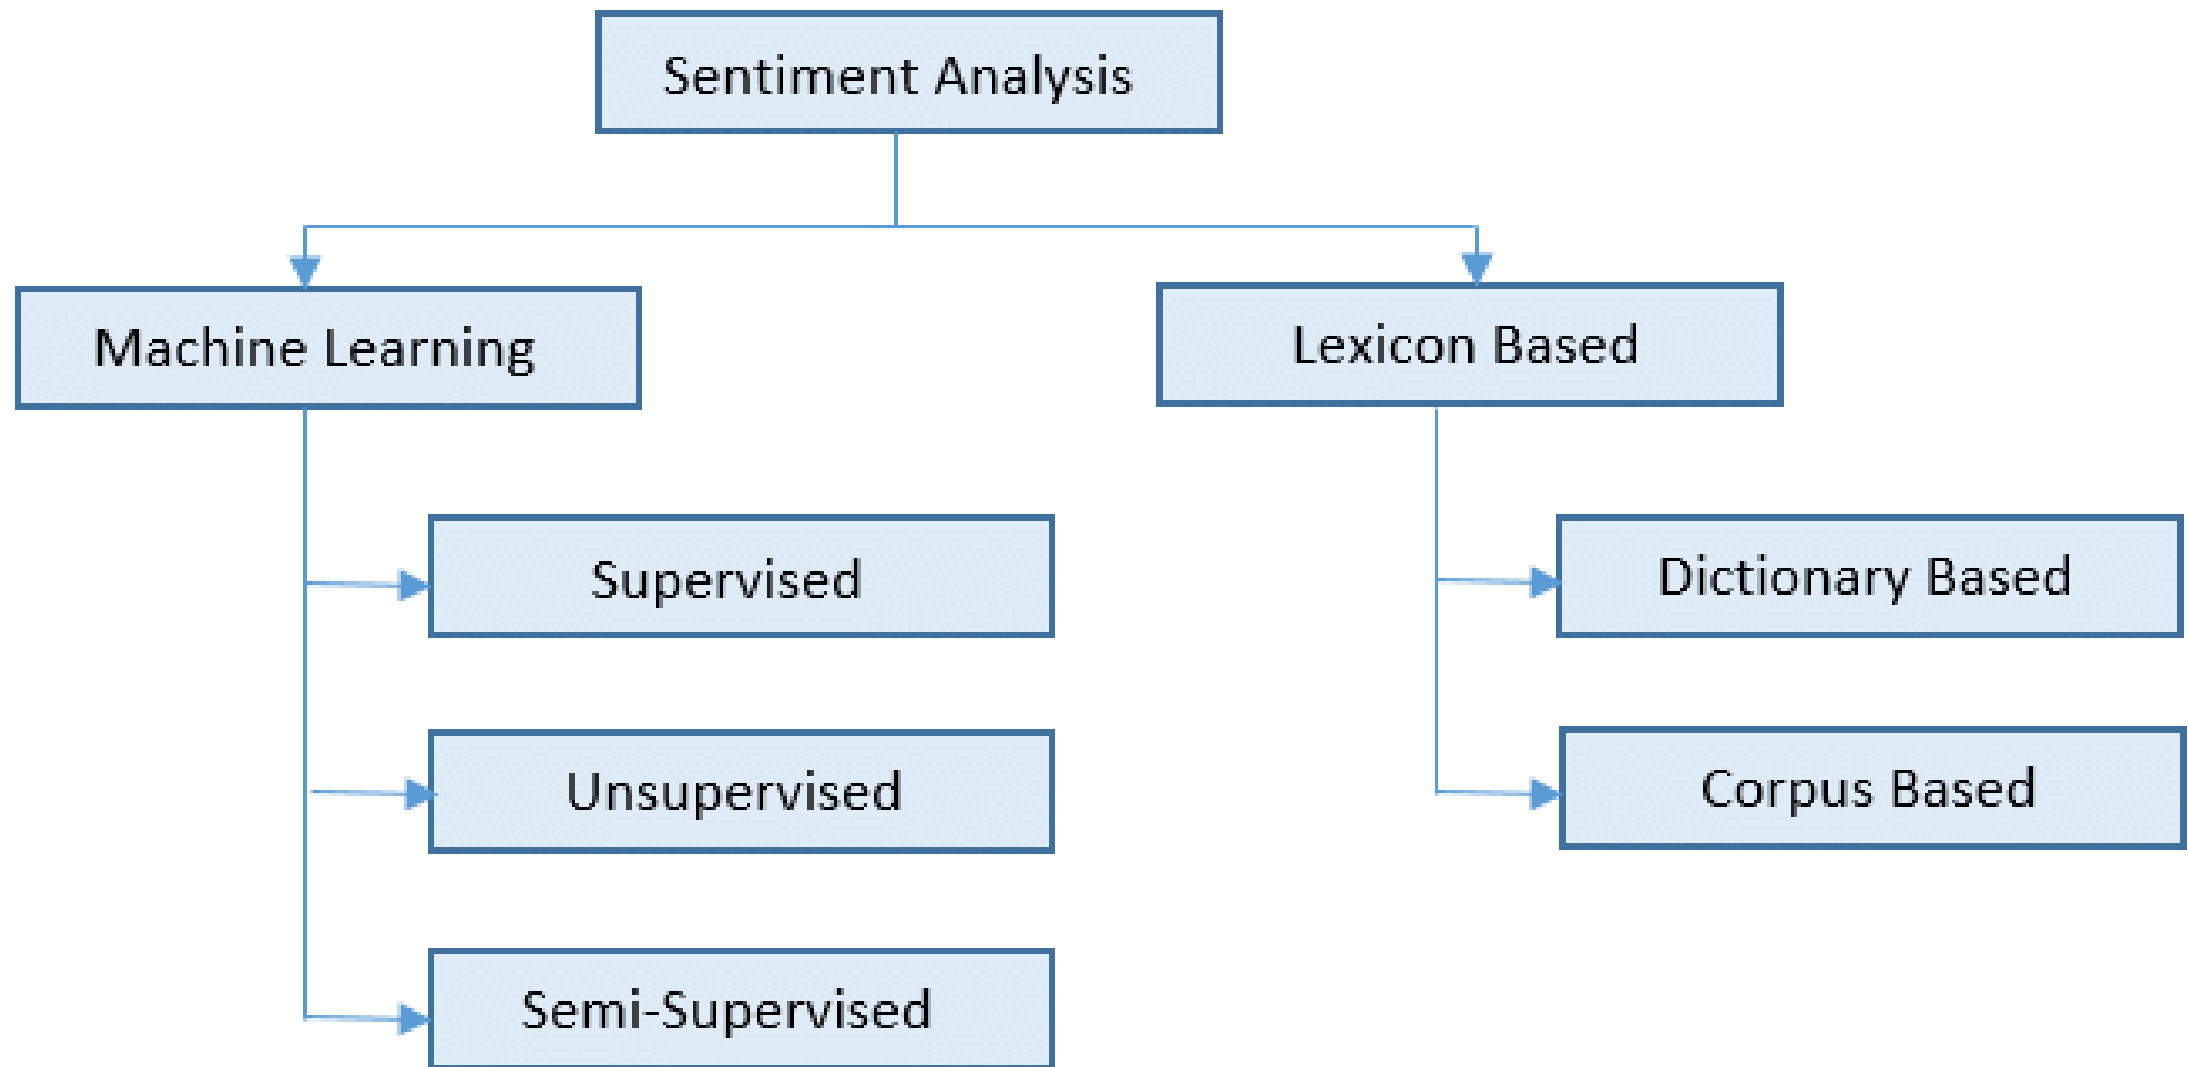 Sentiment Analysis
Machine Learning
Lexicon Based
Supervised
Dictionary Based
Unsupervised
Corpus Based
Semi-Supervised